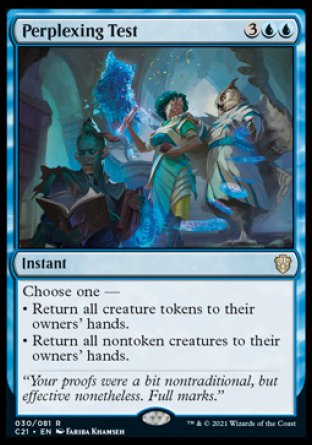 Perplexing Test 3
Instant
Choose one —
• Return all creature tokens to their
owners' hands.
• Return all nontoken creatures to their
owners' hands.
"Your proofs were a bit nontraditional, but
effective nonetheless. Full marks."
030/081 R
C21 • EN Fariba Khamseh
™ & © 2021 Wizards of the Coast